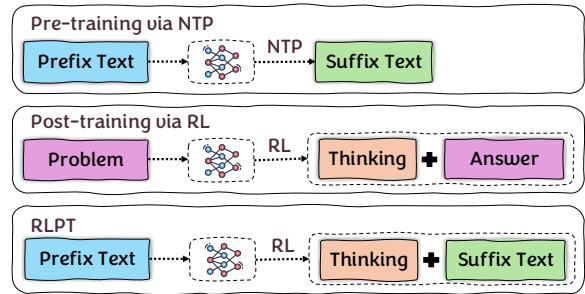 Pre-training via NTP
Prefix Text NTP Suffix Text
Post-training via RL
Problem RL Thinking + Answer
RLPT
Prefix Text RL Thinking + Suffix Text